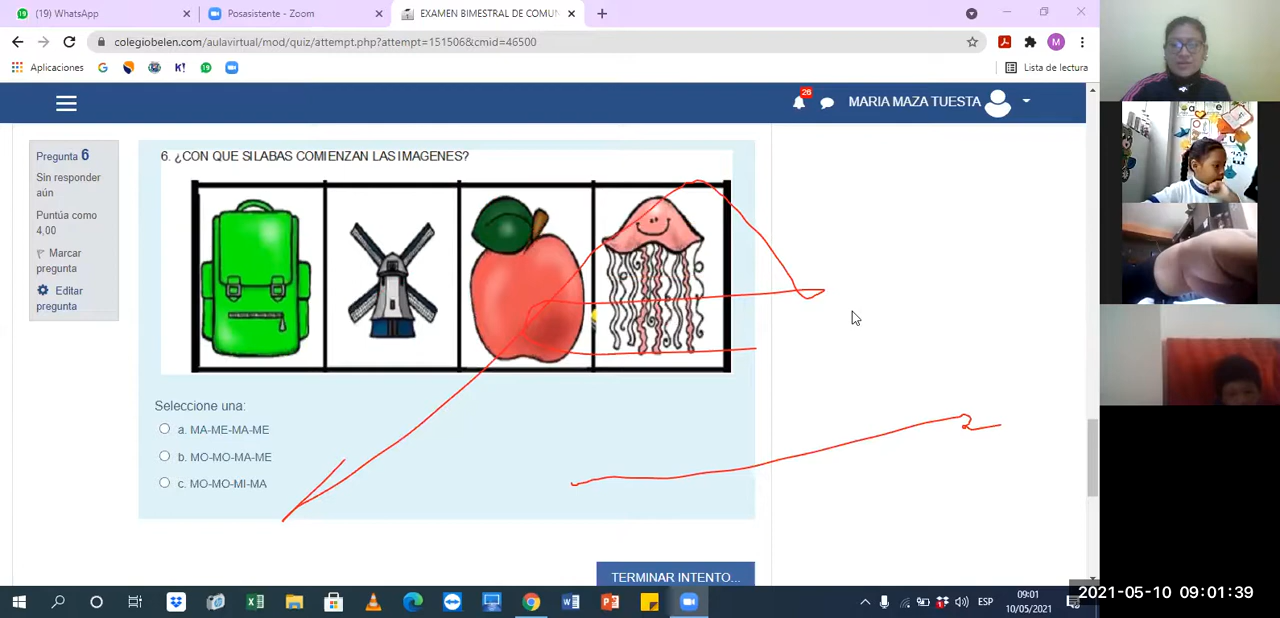 (19) WhatsApp
Posasistente - Zoom
EXAMEN BIMESTRAL DE COMUN
colegiobelen.com/aulavirtual/mod/quiz/attempt.php?attempt=151506&cmid=46500
M
Aplicaciones
K!
Lista de lectura
26
MARIA MAZA TUESTA
Pregunta 6
Sin responder
aún
Puntúa como
4,00
Marcar
pregunta
Editar
pregunta
6. ¿CON QUE SILABAS COMIENZAN LAS IMAGENES?
Seleccione una:
a. MA-ME-MA-ME
b. MO-MO-MA-ME
c. MO-MO-MI-MA
TERMINAR INTENTO...
ESP
09:01
10/05/2021
2021-05-10 09:01:39